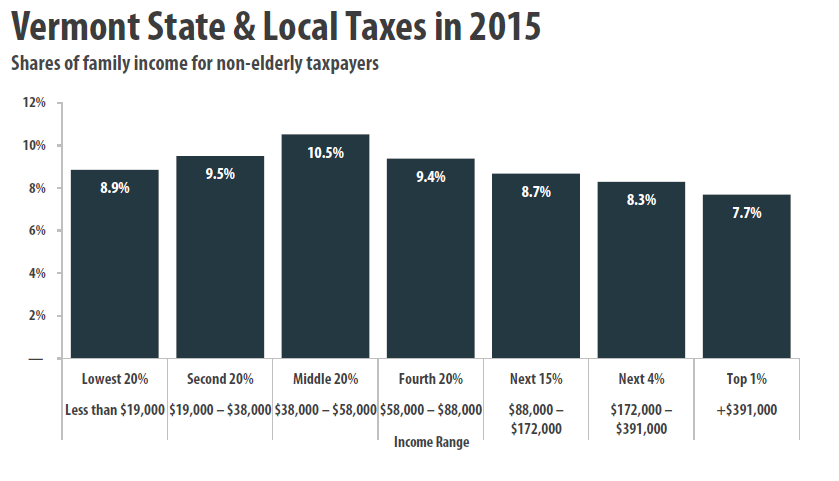 Vermont State & Local Taxes in 2015
Shares of family income for non-elderly taxpayers
12%
10%
8%
6%
4%
2%
—
8.9%
9.5%
10.5%
9.4%
8.7%
8.3%
7.7%
Lowest 20%
Second 20%
Middle 20%
Fourth 20%
Next 15%
Next 4%
Top 1%
Less than $19,000
$19,000 – $38,000
$38,000 – $58,000
$58,000 – $88,000
$88,000 –
$172,000
$172,000 –
$391,000
+$391,000
Income Range